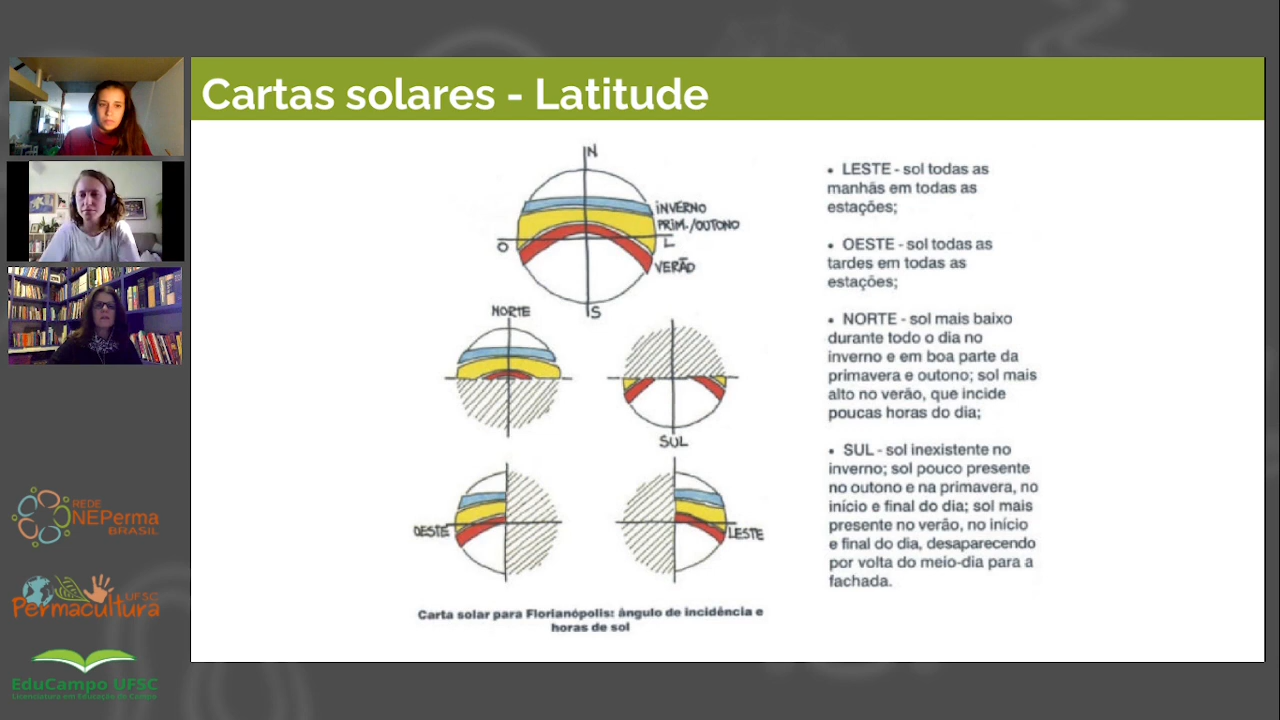 Cartas solares - Latitude
N
INVERNO
PRIM./OUTONO
O
L
VERÃO
S
NORTE
SUL
OESTE
LESTE
Carta solar para Florianópolis: ângulo de incidência e
horas de sol
• LESTE - sol todas as
manhãs em todas as
estações;
• OESTE - sol todas as
tardes em todas as
estações;
• NORTE - sol mais baixo
durante todo o dia no
inverno e em boa parte da
primavera e outono; sol mais
alto no verão, que incide
poucas horas do dia;
• SUL - sol inexistente no
inverno; sol pouco presente
no outono e na primavera, no
início e final do dia; sol mais
presente no verão, no início
e final do dia, desaparecendo
por volta do meio-dia para a
fachada.
REDE
NEPerma
BRASIL
UFSC
Permacultura
EduCampo UFSC
Licenciatura em Educação do Campo